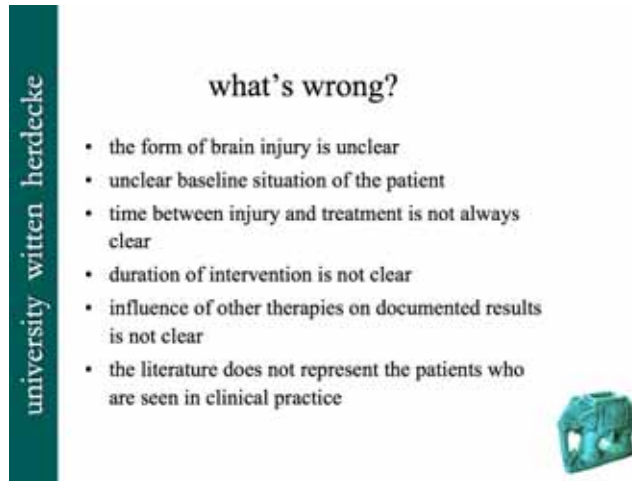 university witten herdecke
what's wrong?
• the form of brain injury is unclear
• unclear baseline situation of the patient
• time between injury and treatment is not always
clear
• duration of intervention is not clear
• influence of other therapies on documented results
is not clear
• the literature does not represent the patients who
are seen in clinical practice